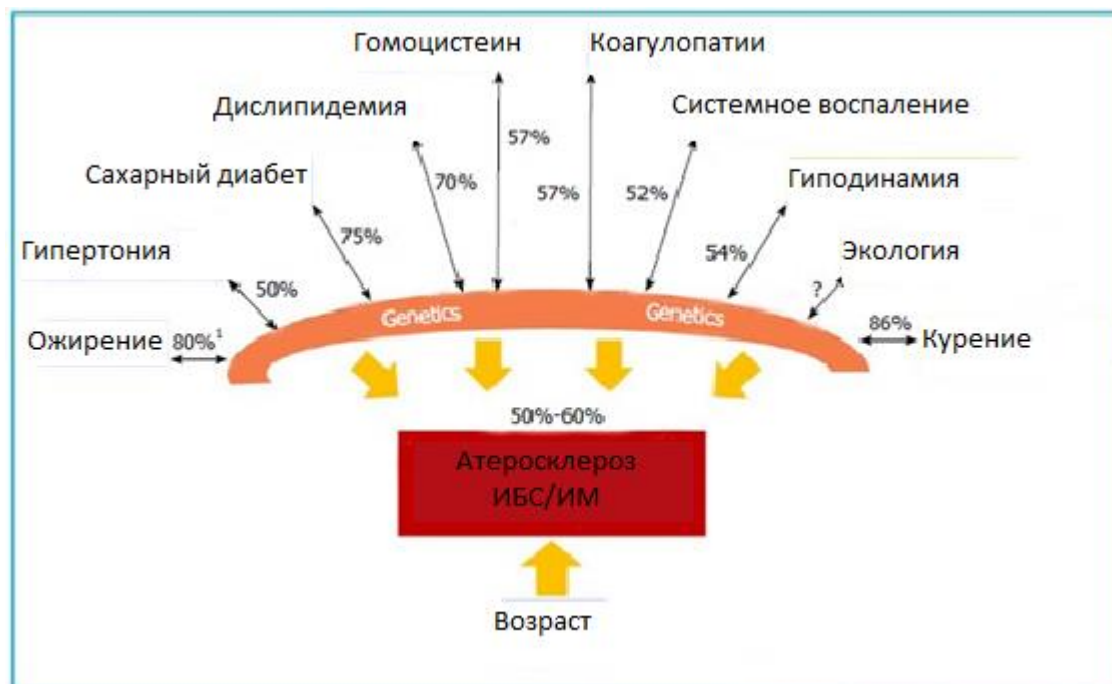 Гомоцистеин
Коагулопатии
Дислипидемия
Системное воспаление
57%
Сахарный диабет
70%
57%
52%
Гиподинамия
75%
54%
Гипертония
Экология
50%
?
Genetics
Genetics
Ожирение 80%¹
86%
Курение
50%-60%
Атеросклероз
ИБС/ИМ
Возраст